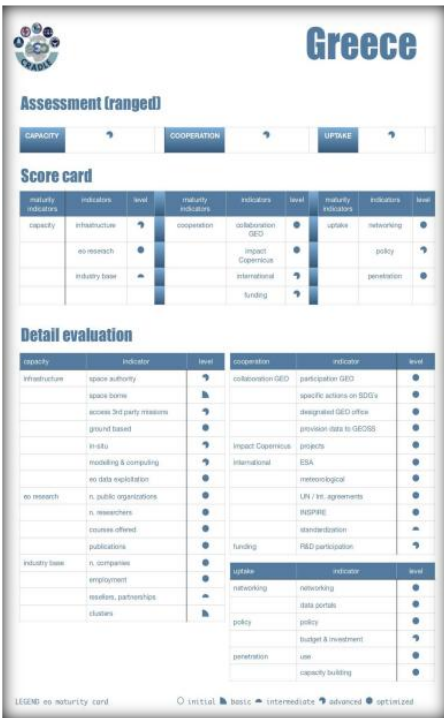 CRADLE
Greece
Assessment (ranged)
CAPACITY COOPERATION UPTAKE
Score card
maturity indicators indicators level maturity indicators indicators level maturity indicators indicators level
capacity infrastructure cooperation collaboration GEO uptake networking
eo reserach impact Copernicus policy
industry base international penetration
funding
Detail evaluation
capacity indicator level
infrastructure space authority
space borne
access 3rd party missions
ground based
in-situ
modelling & computing
eo data exploitation
eo research n. public organizations
n. researchers
courses offered
publications
industry base n. companies
employment
resellers, partnerships
clusters
cooperation indicator level
collaboration GEO participation GEO
specific actions on SDG's
designated GEO office
provision data to GEOSS
impact Copernicus projects
international ESA
meteorological
UN / Int. agreements
INSPIRE
standardization
funding R&D participation
uptake indicator level
networking networking
data portals
policy policy
budget & investment
penetration use
capacity building
LEGEND eo maturity card initial basic intermediate advanced optimized